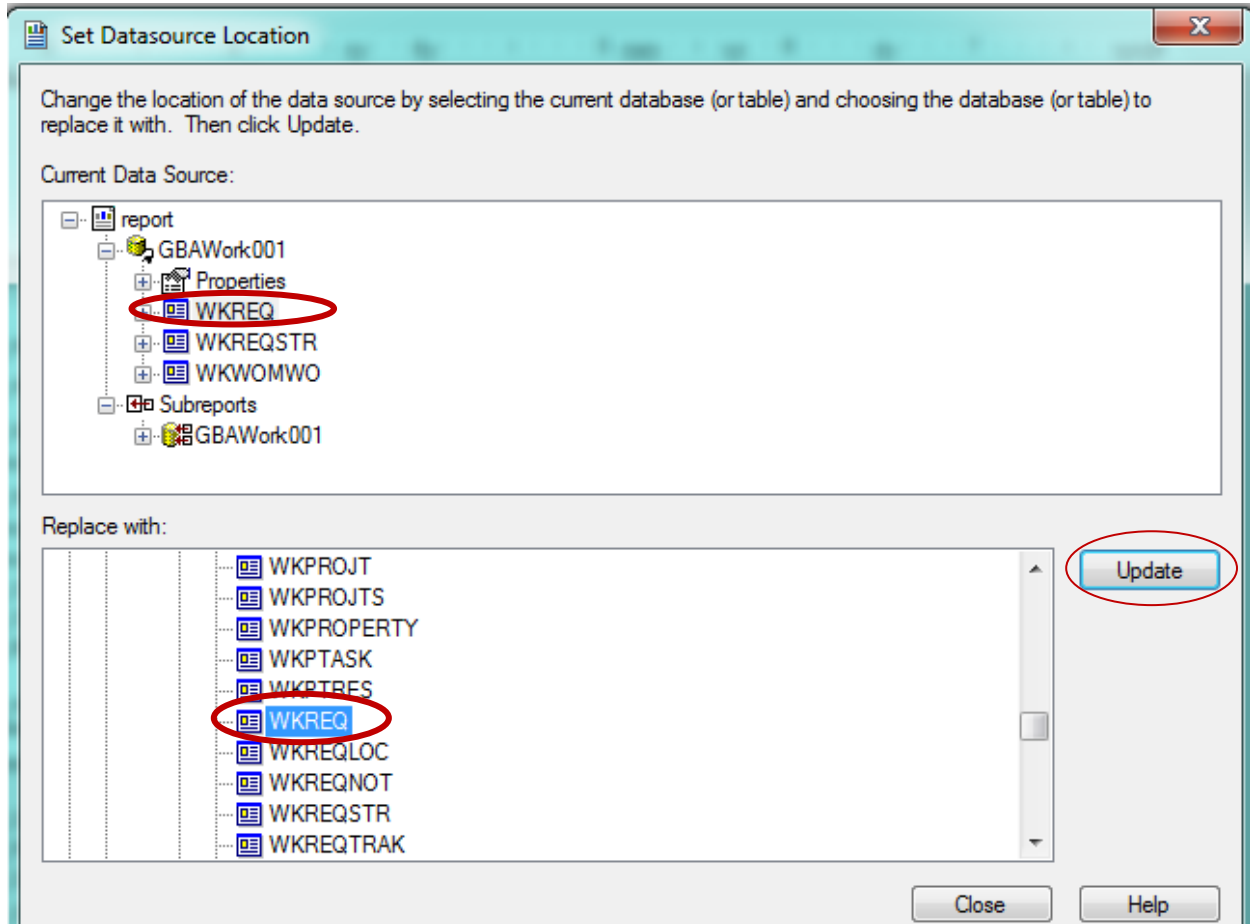 Set Datasource Location
Change the location of the data source by selecting the current database (or table) and choosing the database (or table) to
replace it with.  Then click Update.
Current Data Source:
report
GBAWork001
Properties
WKREQ
WKREQSTR
WKWOMWO
Subreports
GBAWork001
Replace with:
WKPROJT
WKPROJTS
WKPROPERTY
WKPTASK
WKPTRES
WKREQ
WKREQLOC
WKREQNOT
WKREQSTR
WKREQTRAK
Update
Close
Help